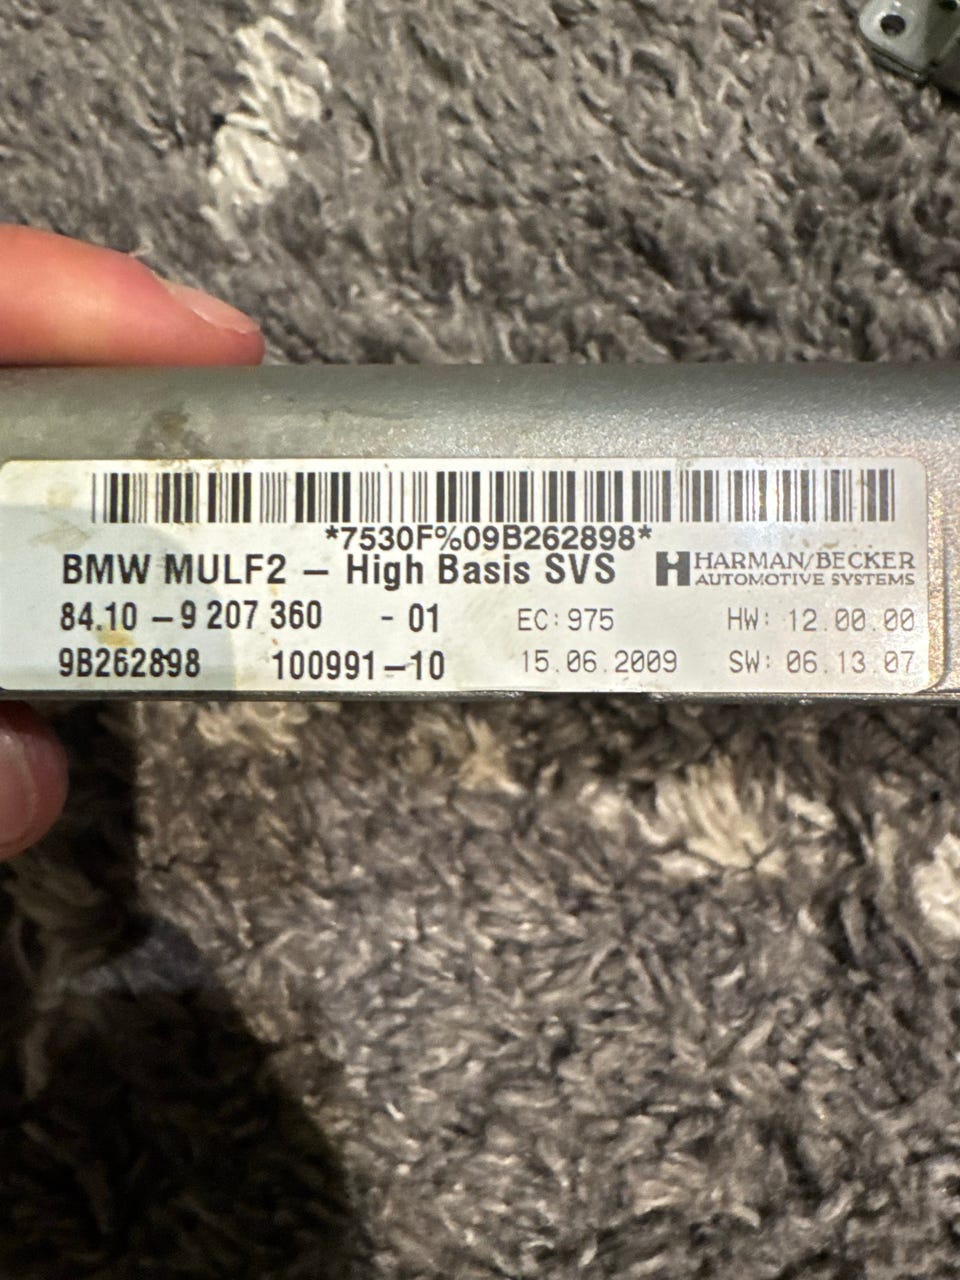 *7530F%09B262898*
BMW MULF2 – High Basis SVS
HARMAN/BECKER
AUTOMOTIVE SYSTEMS
84.10 – 9 207 360 - 01 EC: 975 HW: 12.00.00
9B262898 100991–10 15.06.2009 SW: 06.13.07